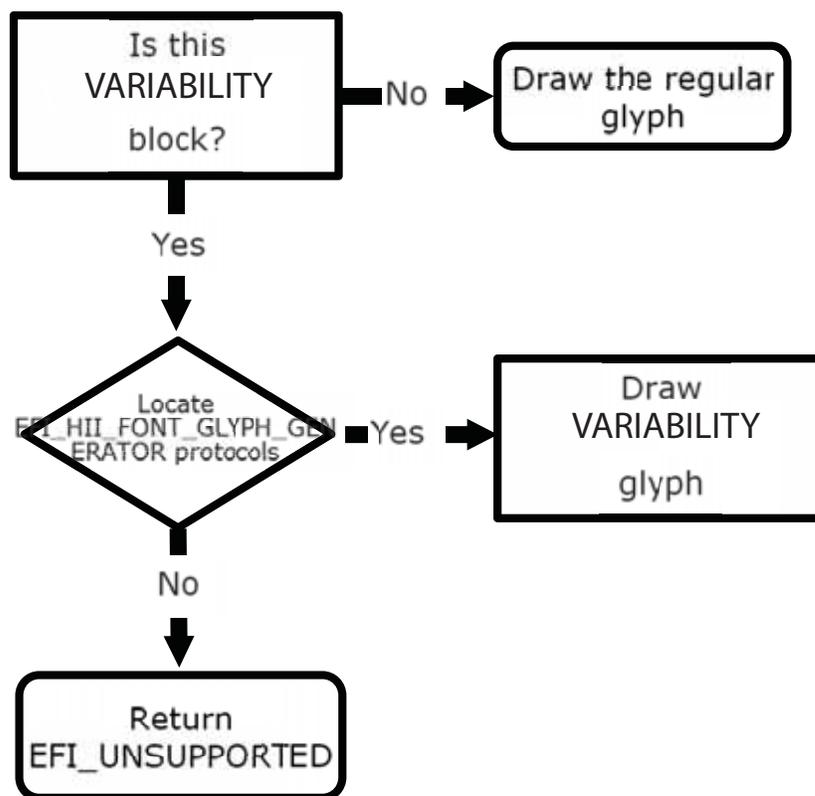 Is this
VARIABILITY
block?
No
Draw the regular
glyph
Yes
Locate
EFI_HII_FONT_GLYPH_GEN
ERATOR protocols
Yes
Draw
VARIABILITY
glyph
No
Return
EFI_UNSUPPORTED